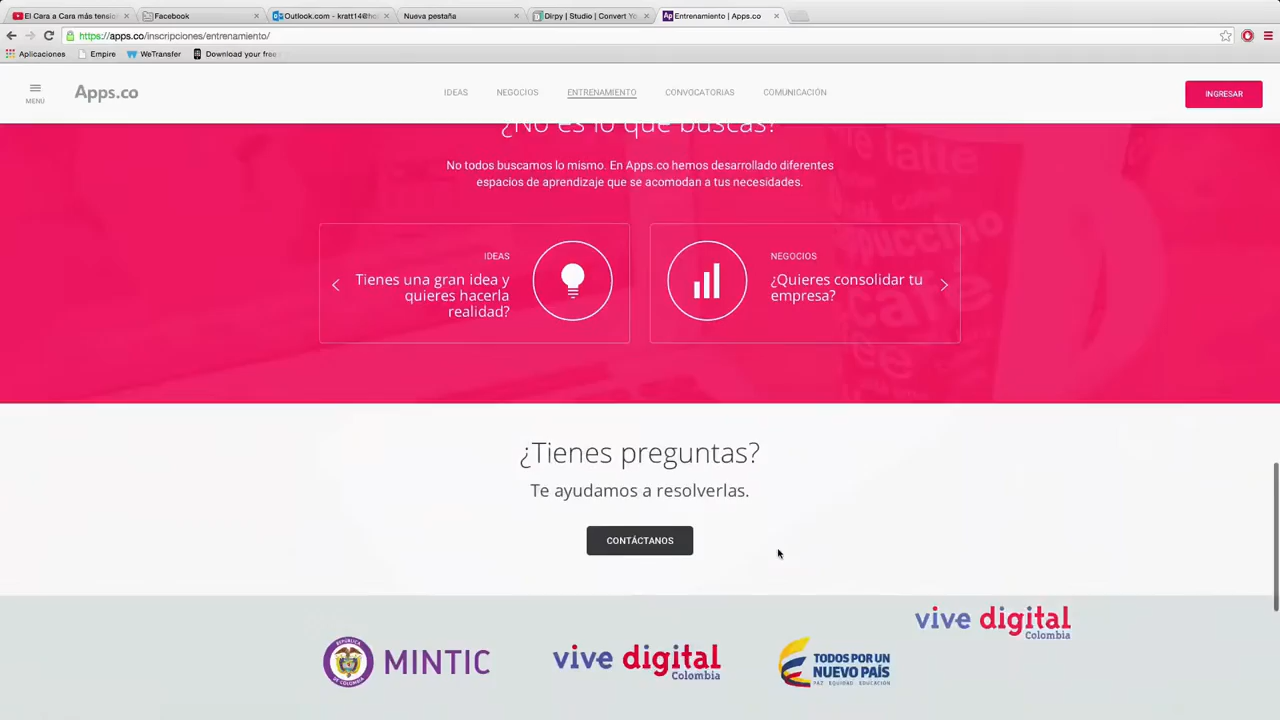 El Cara a Cara más tensio
Facebook
Outlook.com - kratt14@ho
Nueva pestaña
Dirpy | Studio | Convert Yo
Entrenamiento | Apps.co
https://apps.co/inscripciones/entrenamiento/
Aplicaciones
Empire
WeTransfer
Download your free
MENU
Apps.co
IDEAS
NEGOCIOS
ENTRENAMIENTO
CONVOCATORIAS
COMUNICACIÓN
INGRESAR
¿No es lo que buscas?
No todos buscamos lo mismo. En Apps.co hemos desarrollado diferentes
espacios de aprendizaje que se acomodan a tus necesidades.
IDEAS
Tienes una gran idea y
quieres hacerla
realidad?
NEGOCIOS
¿Quieres consolidar tu
empresa?
¿Tienes preguntas?
Te ayudamos a resolverlas.
CONTÁCTANOS
vive digital
Colombia
MINTIC
vive digital
Colombia
TODOS POR UN
NUEVO PAÍS
PAZ EQUIDAD EDUCACIÓN